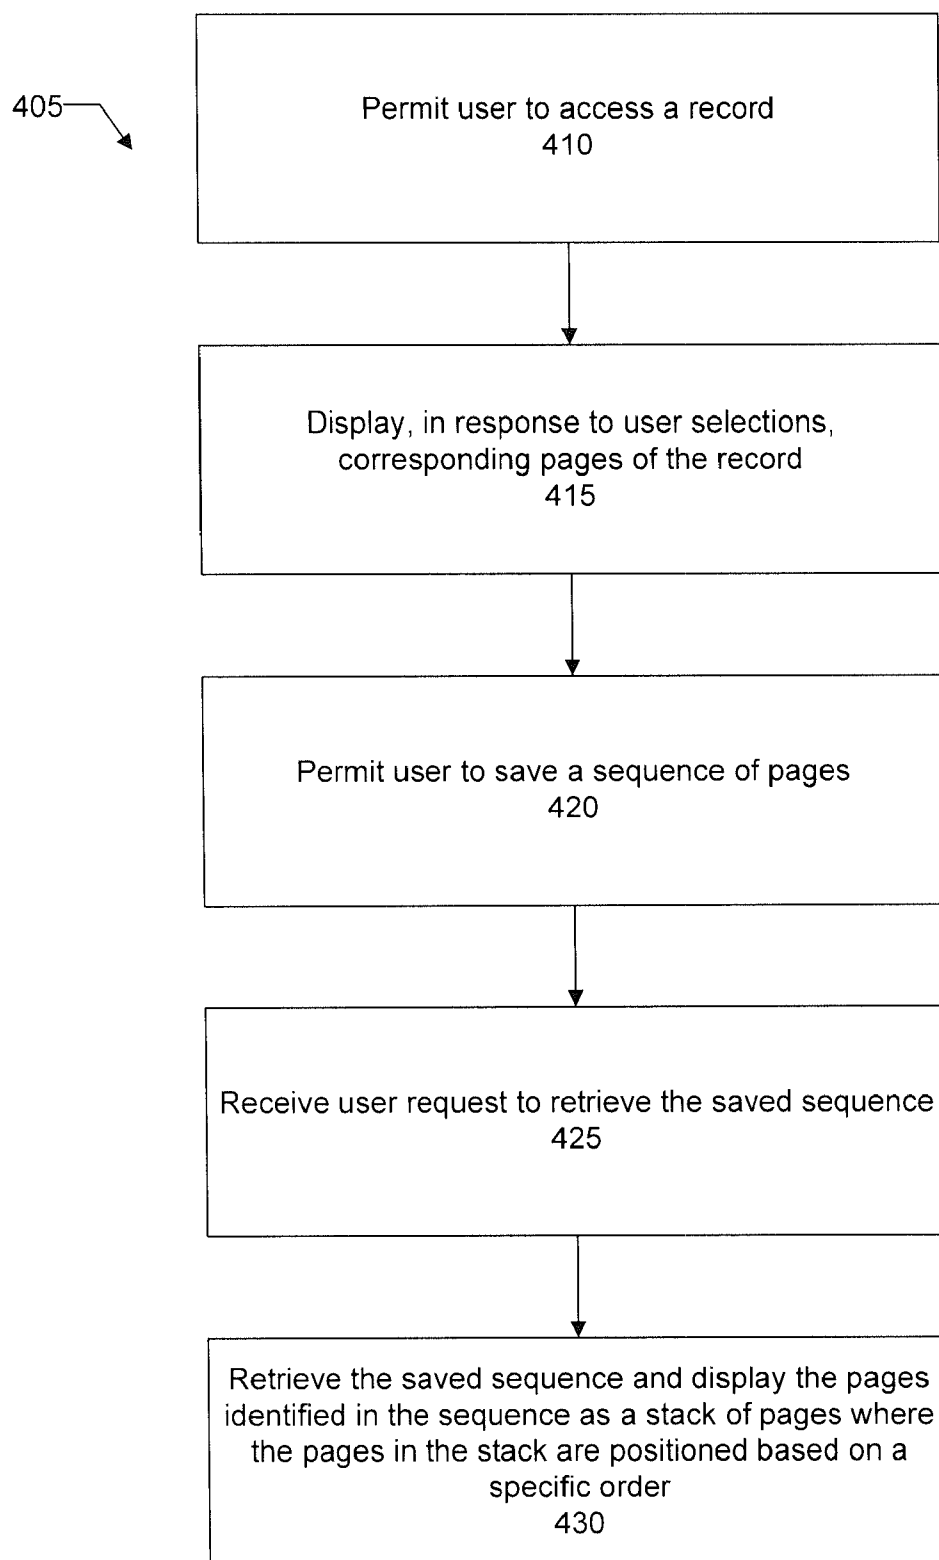 405
Permit user to access a record
410
Display, in response to user selections,
corresponding pages of the record
415
Permit user to save a sequence of pages
420
Receive user request to retrieve the saved sequence
425
Retrieve the saved sequence and display the pages
identified in the sequence as a stack of pages where
the pages in the stack are positioned based on a
specific order
430